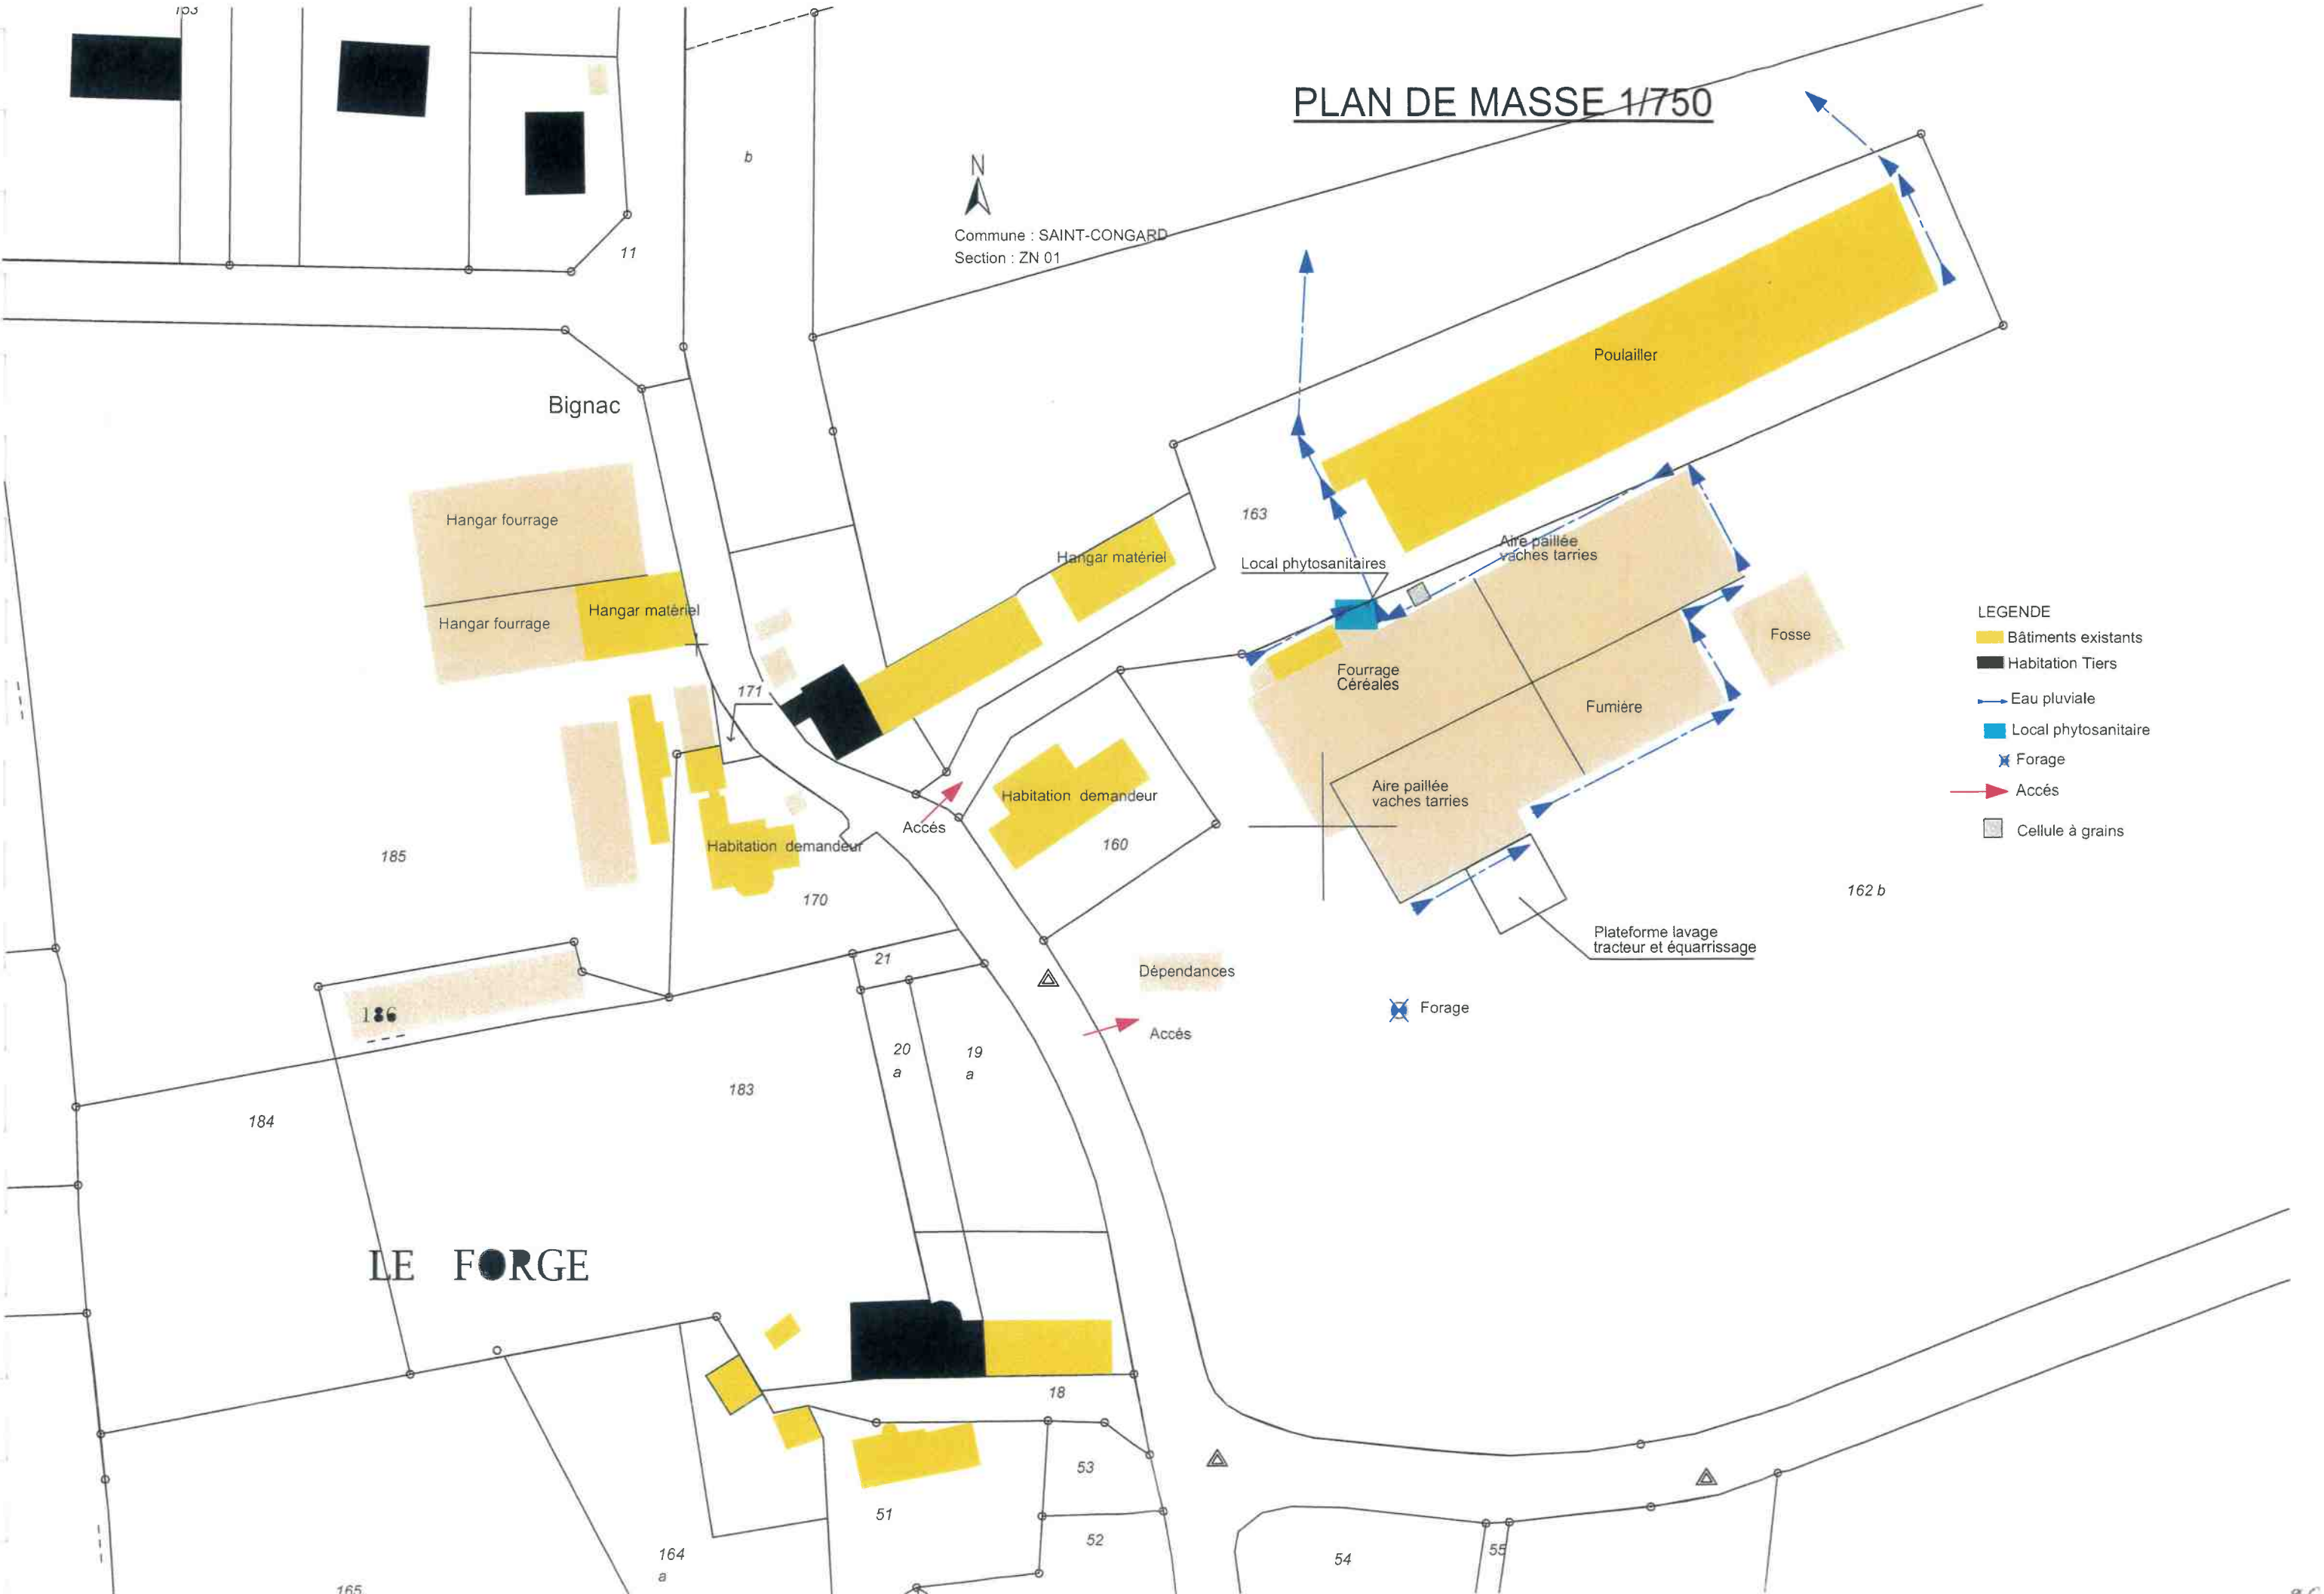 153
PLAN DE MASSE 1/750
b
N
Commune : SAINT-CONGARD
Section : ZN 01
11
Poulailler
Bignac
Hangar fourrage
163
Hangar matériel
Aire paillée
vaches tarries
Local phytosanitaires
Hangar matériel
Hangar fourrage
LEGENDE
Bâtiments existants
Habitation Tiers
Eau pluviale
Local phytosanitaire
Forage
Accés
Cellule à grains
Fosse
Fourrage
Céréales
171
Fumière
Aire paillée
vaches tarries
Habitation demandeur
Accés
160
Habitation demandeur
185
170
162 b
Plateforme lavage
tracteur et équarrissage
21
Dépendances
186
Forage
Accés
20
a
19
a
183
184
LE FORGE
18
53
51
52
164
a
54
55
165